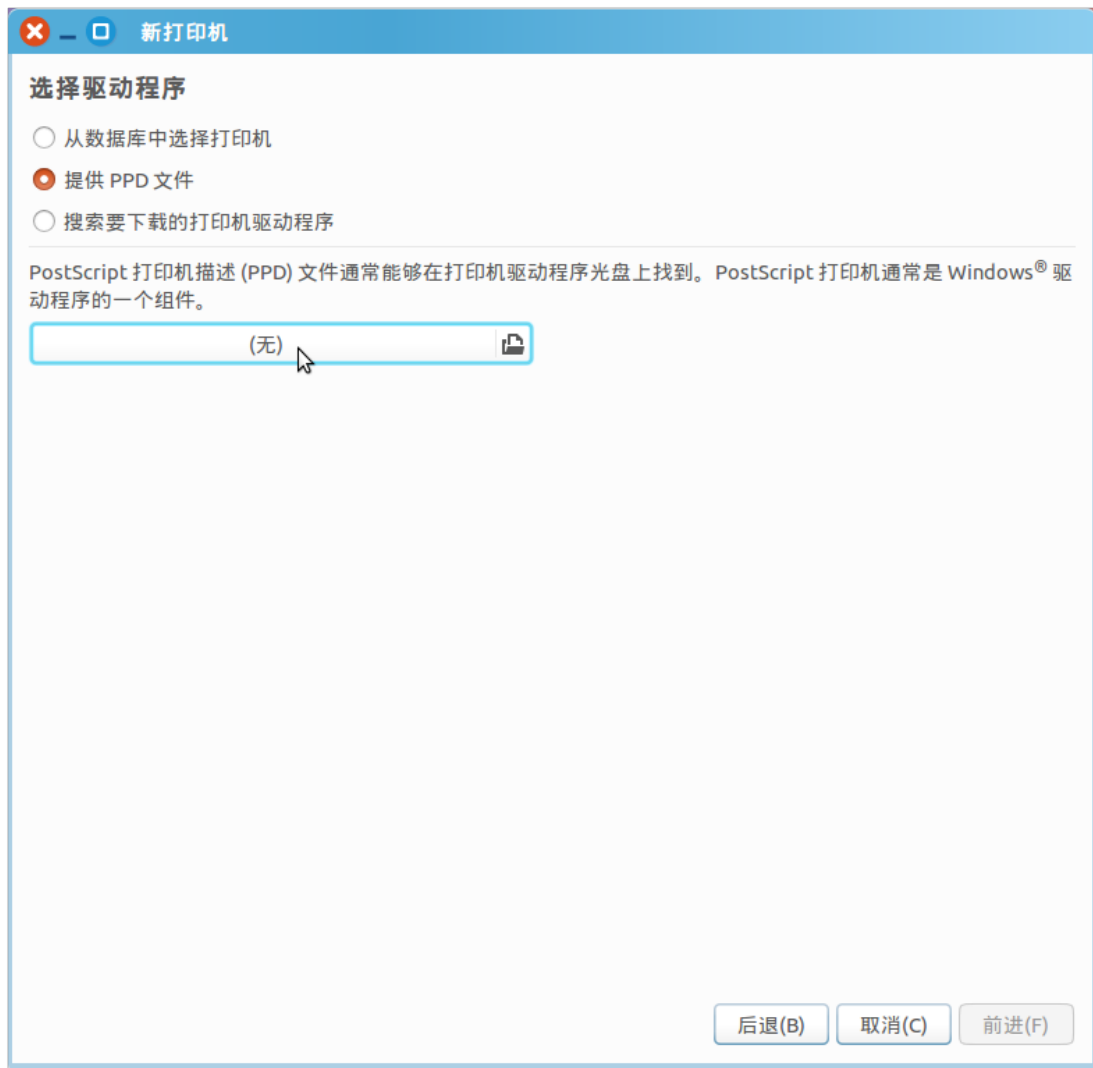 新打印机
选择驱动程序
从数据库中选择打印机
提供 PPD 文件
搜索要下载的打印机驱动程序
PostScript 打印机描述 (PPD) 文件通常能够在打印机驱动程序光盘上找到。PostScript 打印机通常是 Windows® 驱
动程序的一个组件。
(无)
后退(B) 取消(C) 前进(F)